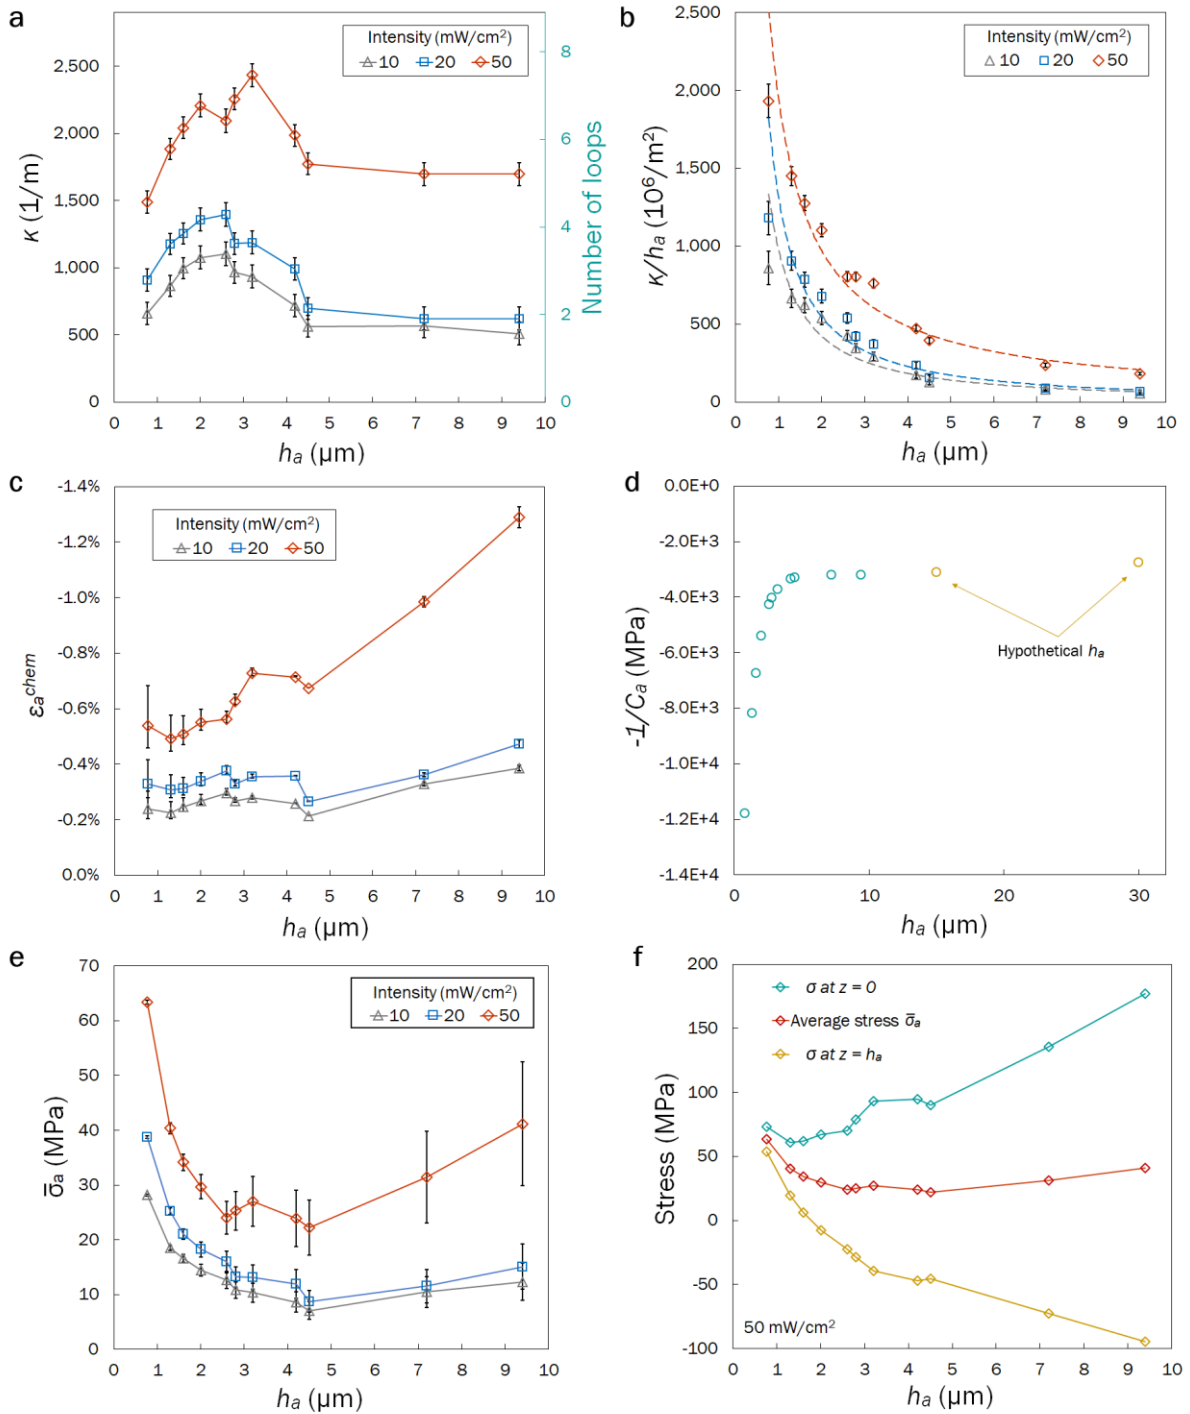 a
Intensity (mW/cm²)
10 20 50
κ (1/m)
2,500
2,000
1,500
1,000
500
0
Number of loops
8
6
4
2
0
0 1 2 3 4 5 6 7 8 9 10
hₐ (µm)
b
Intensity (mW/cm²)
10 20 50
κ/hₐ (10⁶/m²)
2,500
2,000
1,500
1,000
500
0
0 1 2 3 4 5 6 7 8 9 10
hₐ (µm)
c
Intensity (mW/cm²)
10 20 50
εₐᶜʰᵉᵐ
-1.4%
-1.2%
-1.0%
-0.8%
-0.6%
-0.4%
-0.2%
0.0%
0 1 2 3 4 5 6 7 8 9 10
hₐ (µm)
d
-1/Cₐ (MPa)
0.0E+0
-2.0E+3
-4.0E+3
-6.0E+3
-8.0E+3
-1.0E+4
-1.2E+4
-1.4E+4
Hypothetical hₐ
0 10 20 30
hₐ (µm)
e
Intensity (mW/cm²)
10 20 50
σ̅ₐ (MPa)
70
60
50
40
30
20
10
0
0 1 2 3 4 5 6 7 8 9 10
hₐ (µm)
f
σ at z = 0
Average stress σ̅ₐ
σ at z = hₐ
Stress (MPa)
200
150
100
50
0
-50
-100
50 mW/cm²
0 1 2 3 4 5 6 7 8 9 10
hₐ (µm)